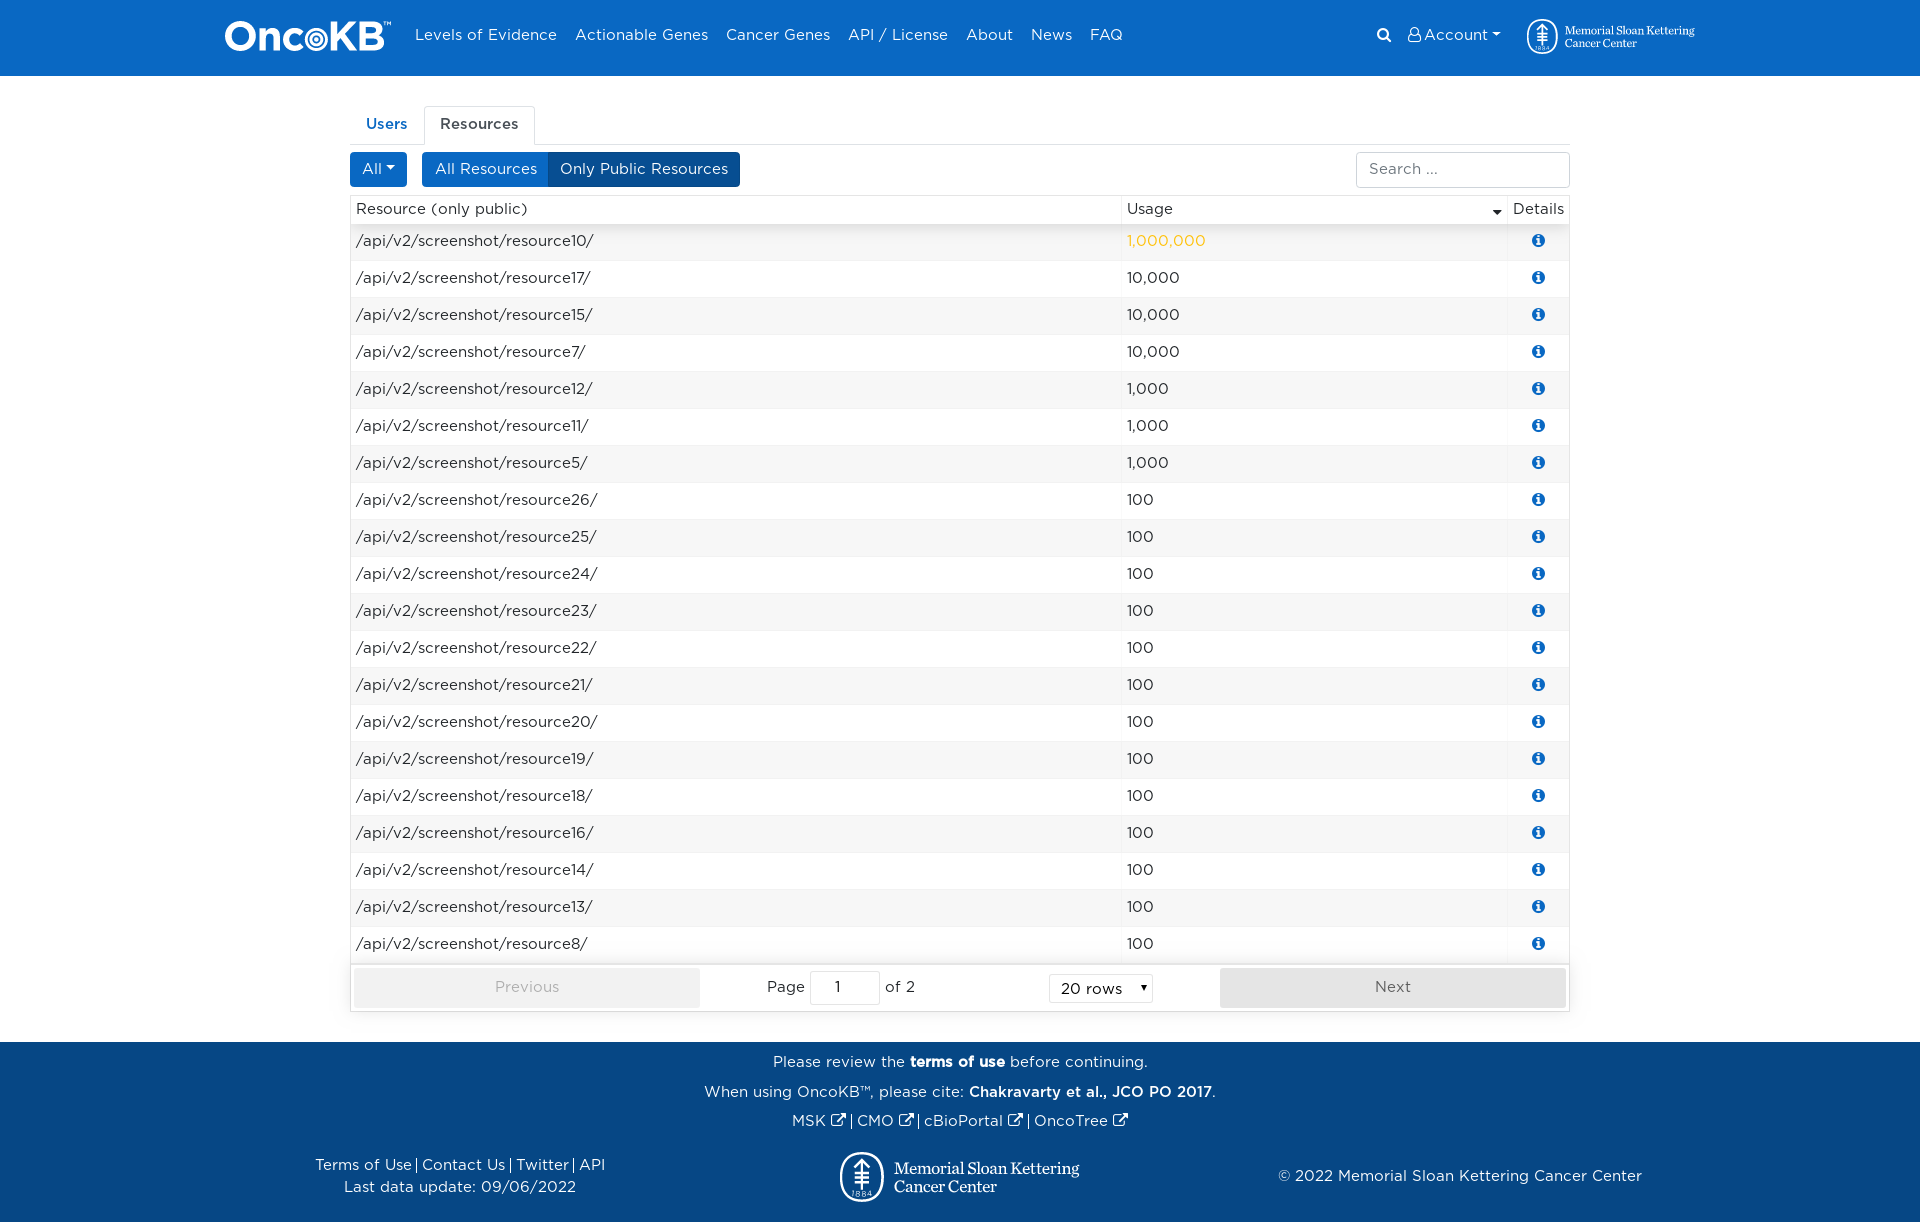 OncoKB™ Levels of Evidence Actionable Genes Cancer Genes API / License About News FAQ Account 1884 Memorial Sloan Kettering
Cancer Center
Users Resources
All All Resources Only Public Resources Search ...
Resource (only public) Usage Details
/api/v2/screenshot/resource10/ 1,000,000
/api/v2/screenshot/resource17/ 10,000
/api/v2/screenshot/resource15/ 10,000
/api/v2/screenshot/resource7/ 10,000
/api/v2/screenshot/resource12/ 1,000
/api/v2/screenshot/resource11/ 1,000
/api/v2/screenshot/resource5/ 1,000
/api/v2/screenshot/resource26/ 100
/api/v2/screenshot/resource25/ 100
/api/v2/screenshot/resource24/ 100
/api/v2/screenshot/resource23/ 100
/api/v2/screenshot/resource22/ 100
/api/v2/screenshot/resource21/ 100
/api/v2/screenshot/resource20/ 100
/api/v2/screenshot/resource19/ 100
/api/v2/screenshot/resource18/ 100
/api/v2/screenshot/resource16/ 100
/api/v2/screenshot/resource14/ 100
/api/v2/screenshot/resource13/ 100
/api/v2/screenshot/resource8/ 100
Previous Page 1 of 2 20 rows Next
Please review the terms of use before continuing.
When using OncoKB™, please cite: Chakravarty et al., JCO PO 2017.
MSK | CMO | cBioPortal | OncoTree
Terms of Use | Contact Us | Twitter | API
Last data update: 09/06/2022
1884 Memorial Sloan Kettering
Cancer Center
© 2022 Memorial Sloan Kettering Cancer Center